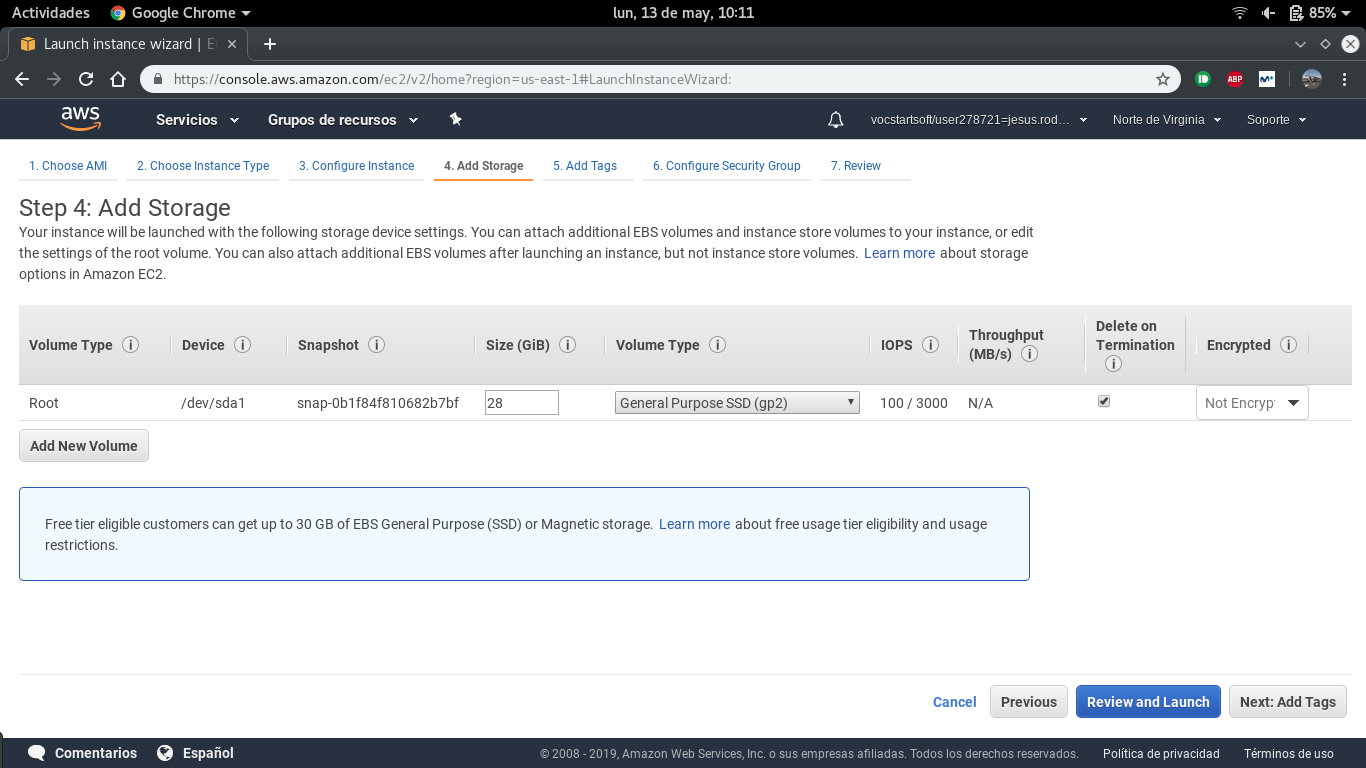 Actividades Google Chrome lun, 13 de may, 10:11 85%
Launch instance wizard | E
https://console.aws.amazon.com/ec2/v2/home?region=us-east-1#LaunchInstanceWizard: ABP M+
aws Servicios Grupos de recursos vocstartsoft/user278721=jesus.rod... Norte de Virginia Soporte
1. Choose AMI 2. Choose Instance Type 3. Configure Instance 4. Add Storage 5. Add Tags 6. Configure Security Group 7. Review
Step 4: Add Storage
Your instance will be launched with the following storage device settings. You can attach additional EBS volumes and instance store volumes to your instance, or edit
the settings of the root volume. You can also attach additional EBS volumes after launching an instance, but not instance store volumes. Learn more about storage
options in Amazon EC2.
Volume Type i Device i Snapshot i Size (GiB) i Volume Type i IOPS i Throughput (MB/s) i Delete on Termination i Encrypted i
Root /dev/sda1 snap-0b1f84f810682b7bf 28 General Purpose SSD (gp2) 100 / 3000 N/A Not Encryp
Add New Volume
Free tier eligible customers can get up to 30 GB of EBS General Purpose (SSD) or Magnetic storage. Learn more about free usage tier eligibility and usage
restrictions.
Cancel Previous Review and Launch Next: Add Tags
Comentarios Español © 2008 - 2019, Amazon Web Services, Inc. o sus empresas afiliadas. Todos los derechos reservados. Política de privacidad Términos de uso